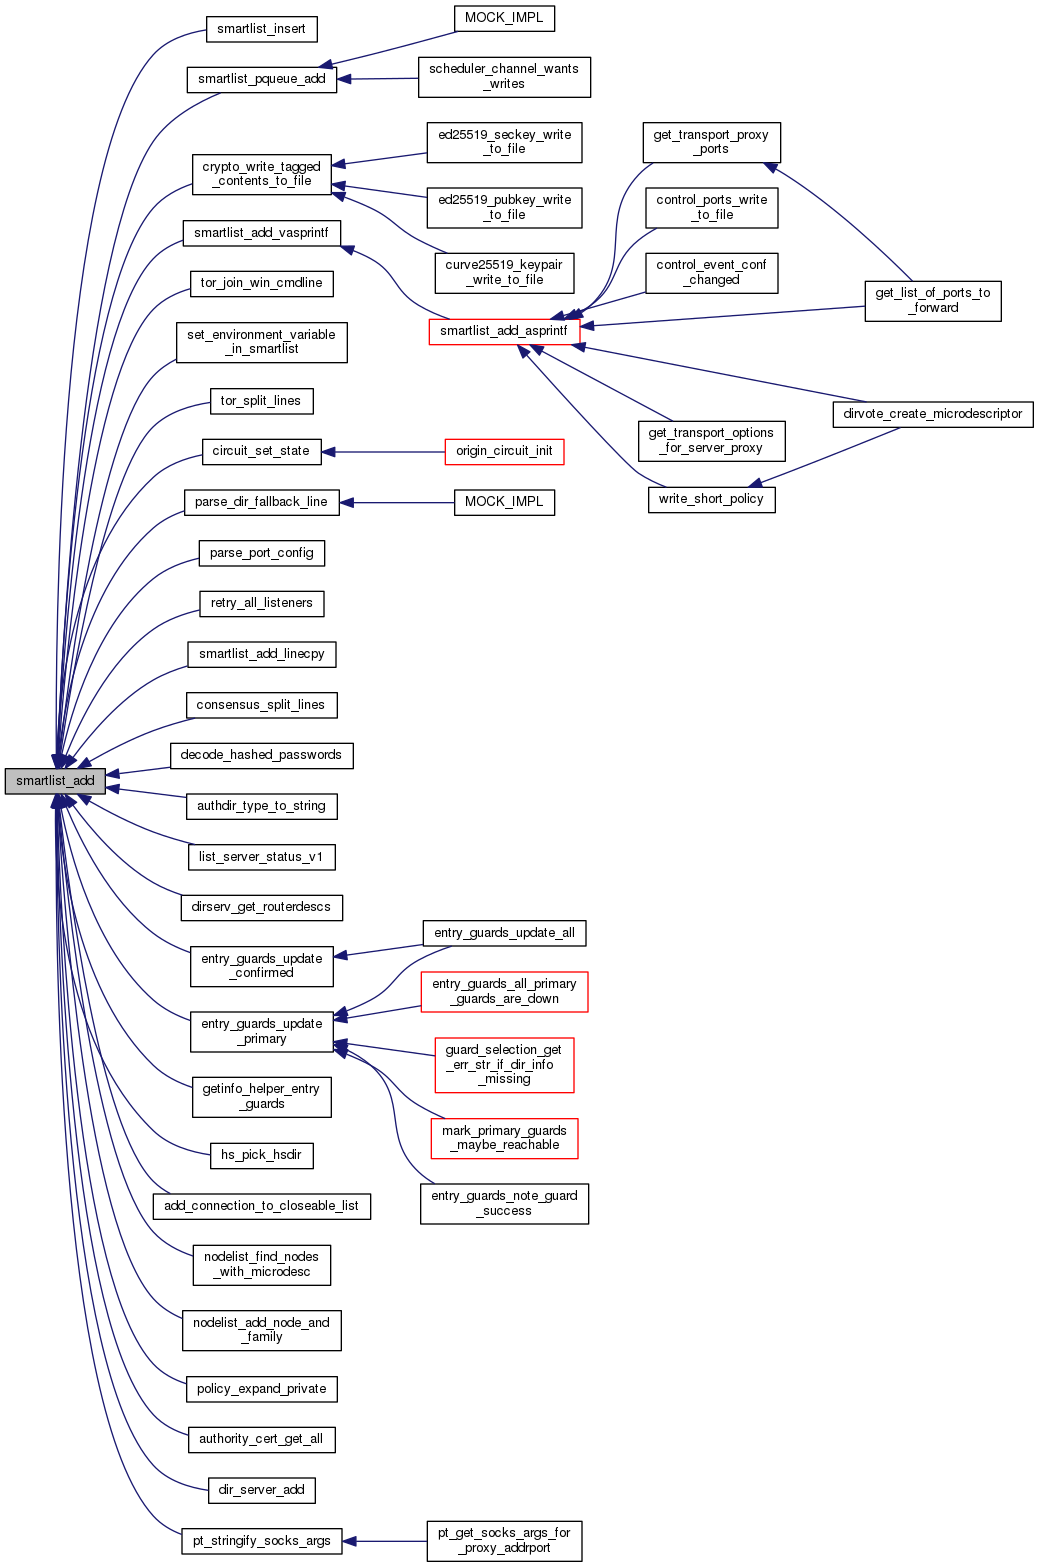 smartlist_insert
MOCK_IMPL
smartlist_pqueue_add
scheduler_channel_wants
_writes
crypto_write_tagged
_contents_to_file
ed25519_seckey_write
_to_file
ed25519_pubkey_write
_to_file
curve25519_keypair
_write_to_file
smartlist_add_vasprintf
smartlist_add_asprintf
get_transport_proxy
_ports
control_ports_write
_to_file
control_event_conf
_changed
get_list_of_ports_to
_forward
dirvote_create_microdescriptor
get_transport_options
_for_server_proxy
write_short_policy
tor_join_win_cmdline
set_environment_variable
_in_smartlist
tor_split_lines
circuit_set_state
origin_circuit_init
parse_dir_fallback_line
MOCK_IMPL
parse_port_config
retry_all_listeners
smartlist_add_linecpy
consensus_split_lines
decode_hashed_passwords
smartlist_add
authdir_type_to_string
list_server_status_v1
dirserv_get_routerdescs
entry_guards_update
_confirmed
entry_guards_update_all
entry_guards_update
_primary
entry_guards_all_primary
_guards_are_down
guard_selection_get
_err_str_if_dir_info
_missing
mark_primary_guards
_maybe_reachable
entry_guards_note_guard
_success
getinfo_helper_entry
_guards
hs_pick_hsdir
add_connection_to_closeable_list
nodelist_find_nodes
_with_microdesc
nodelist_add_node_and
_family
policy_expand_private
authority_cert_get_all
dir_server_add
pt_stringify_socks_args
pt_get_socks_args_for
_proxy_addrport